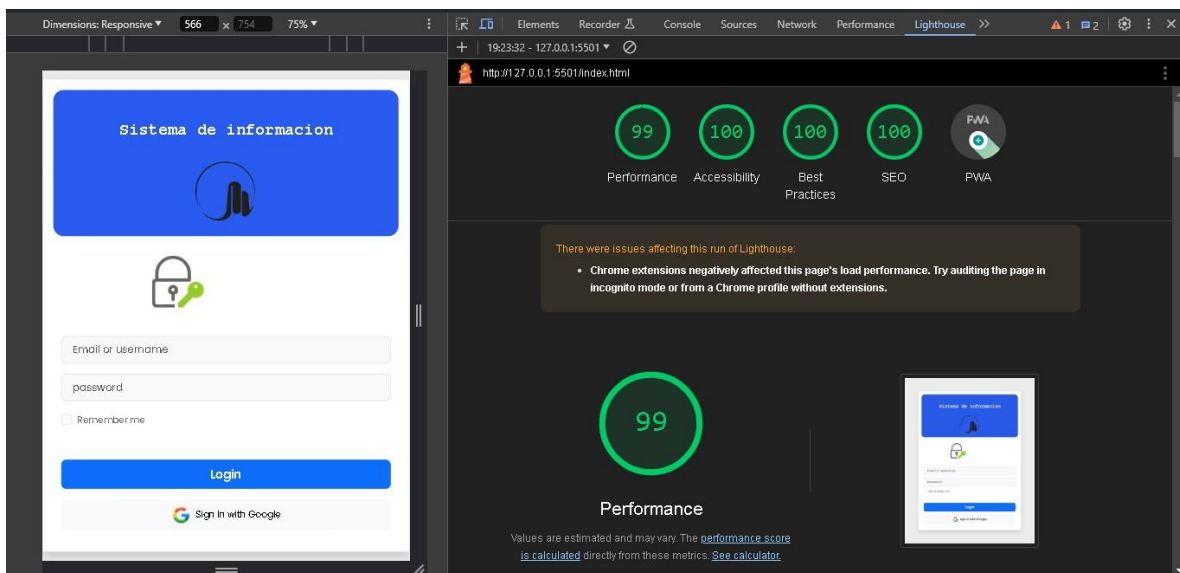 Dimensions: Responsive ▼ 566 x 754 75% ▼
Elements Recorder Console Sources Network Performance Lighthouse >> 1 2
+ 19:23:32 - 127.0.0.1:5501 ▼
http://127.0.0.1:5501/index.html
Sistema de informacion
Email or username
password
Remember me
Login
Sign In with Google
99 100 100 100 PWA
Performance Accessibility Best Practices SEO PWA
There were issues affecting this run of Lighthouse:
• Chrome extensions negatively affected this page's load performance. Try auditing the page in
incognito mode or from a Chrome profile without extensions.
99
Performance
Values are estimated and may vary. The performance score
is calculated directly from these metrics. See calculator.
Sistema de informacion
Login